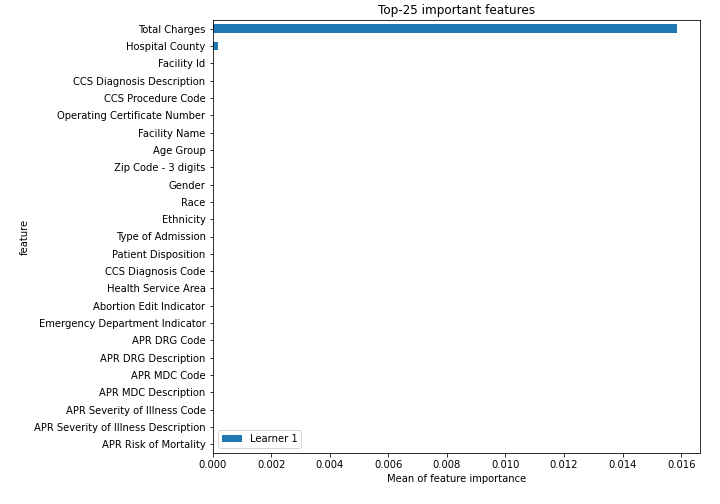 Top-25 important features
Total Charges
Hospital County
Facility Id
CCS Diagnosis Description
CCS Procedure Code
Operating Certificate Number
Facility Name
Age Group
Zip Code - 3 digits
Gender
Race
Ethnicity
Type of Admission
Patient Disposition
CCS Diagnosis Code
Health Service Area
Abortion Edit Indicator
Emergency Department Indicator
APR DRG Code
APR DRG Description
APR MDC Code
APR MDC Description
APR Severity of Illness Code
APR Severity of Illness Description
APR Risk of Mortality
feature
Learner 1
0.000 0.002 0.004 0.006 0.008 0.010 0.012 0.014 0.016
Mean of feature importance